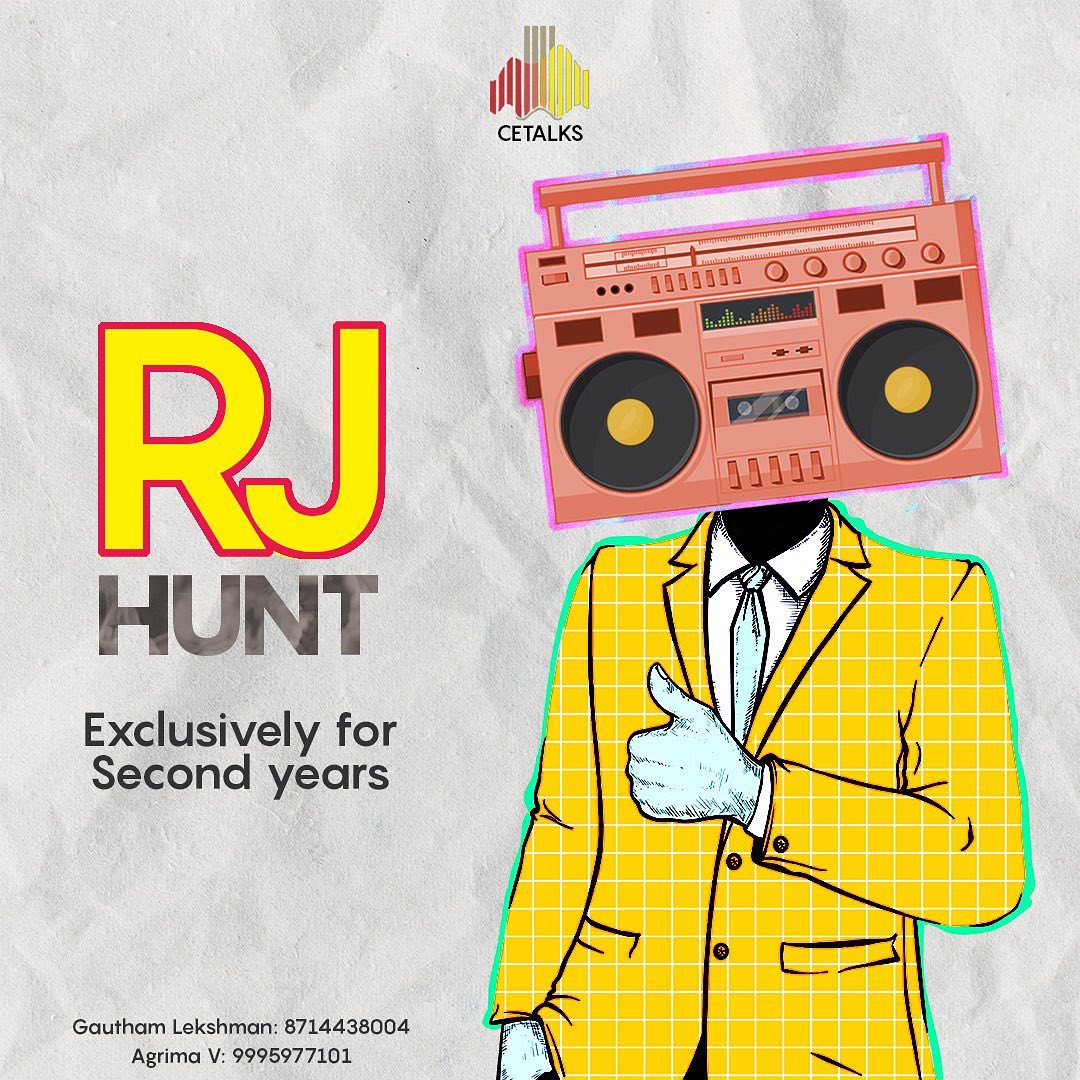 CETALKS
RJ
HUNT
Exclusively for
Second years
Gautham Lekshman: 8714438004
Agrima V: 9995977101